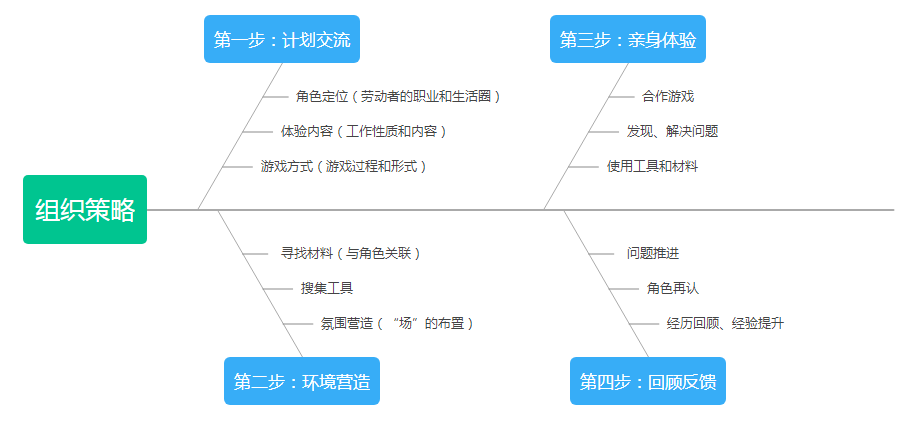 组织策略
第一步：计划交流
角色定位（劳动者的职业和生活圈）
体验内容（工作性质和内容）
游戏方式（游戏过程和形式）
寻找材料（与角色关联）
搜集工具
氛围营造（“场”的布置）
第二步：环境营造
第三步：亲身体验
合作游戏
发现、解决问题
使用工具和材料
问题推进
角色再认
经历回顾、经验提升
第四步：回顾反馈